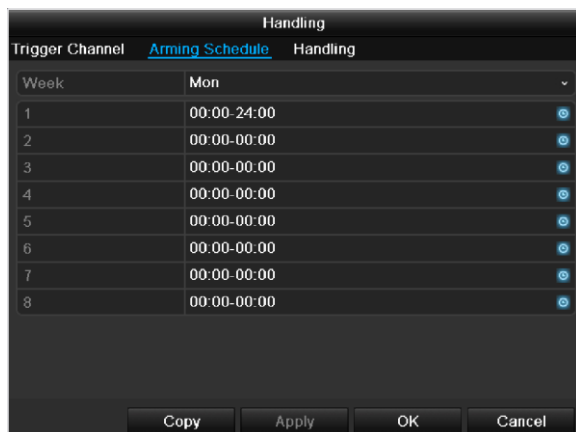 Handling
Trigger Channel Arming Schedule Handling
Week Mon
1 00:00-24:00
2 00:00-00:00
3 00:00-00:00
4 00:00-00:00
5 00:00-00:00
6 00:00-00:00
7 00:00-00:00
8 00:00-00:00
Copy Apply OK Cancel